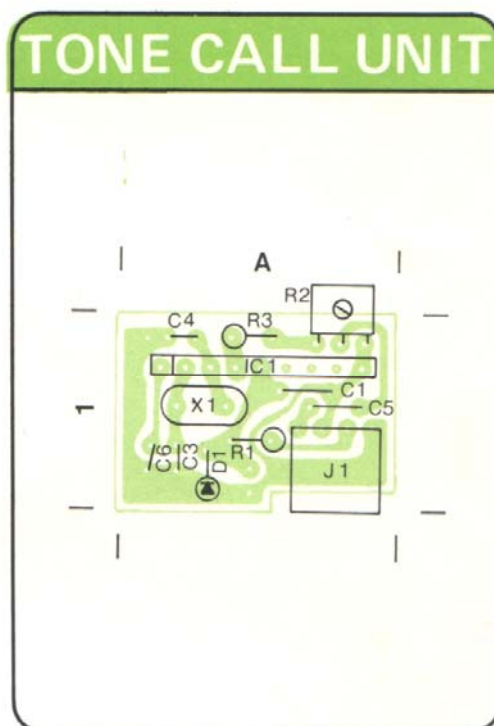 TONE CALL UNIT
A
R2
C4
R3
IC1
C1
X1
C5
1
R1
C6
C3
D1
J1